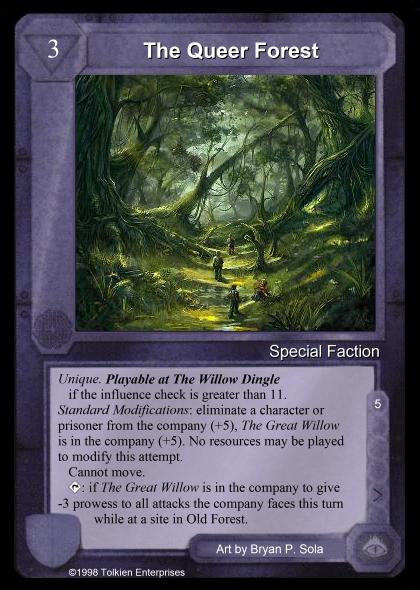 3
The Queer Forest
Special Faction
Unique. Playable at The Willow Dingle
if the influence check is greater than 11.
Standard Modifications: eliminate a character or
prisoner from the company (+5), The Great Willow
is in the company (+5). No resources may be played
to modify this attempt.
Cannot move.
: if The Great Willow is in the company to give
-3 prowess to all attacks the company faces this turn
while at a site in Old Forest.
5
Art by Bryan P. Sola
©1998 Tolkien Enterprises